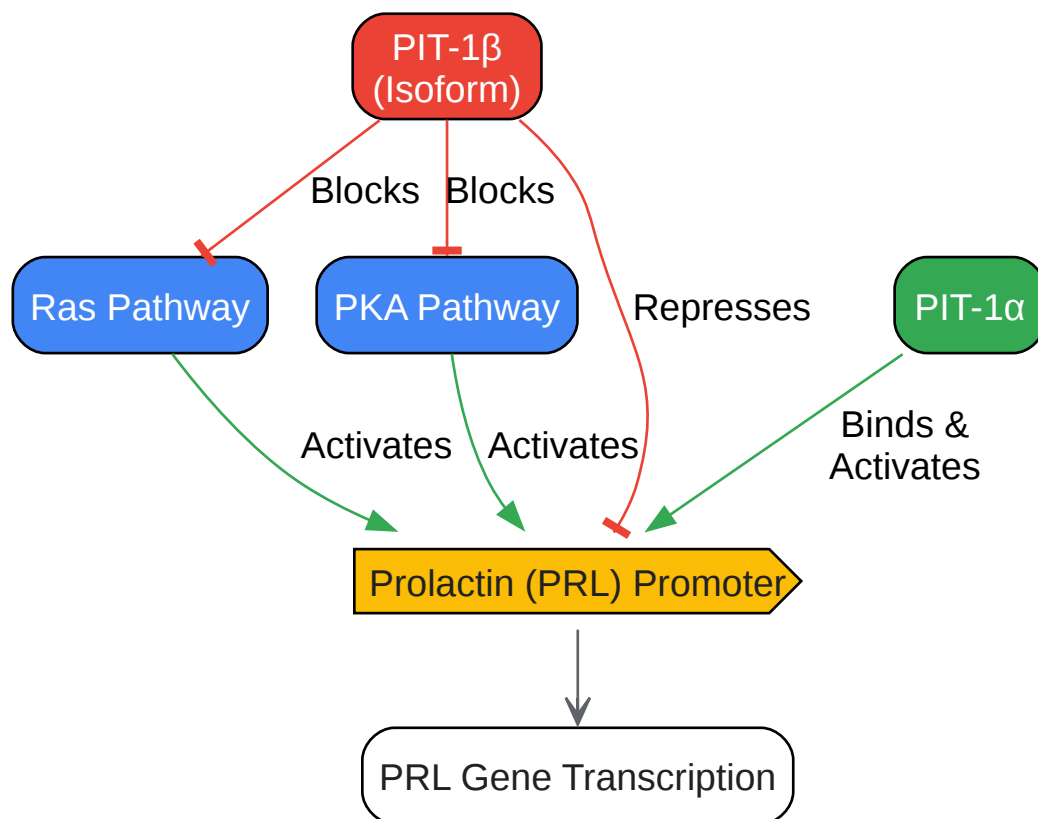 PIT-1β
(Isoform)
Blocks
Blocks
Ras Pathway
PKA Pathway
Represses
PIT-1α
Activates
Activates
Binds &
Activates
Prolactin (PRL) Promoter
PRL Gene Transcription